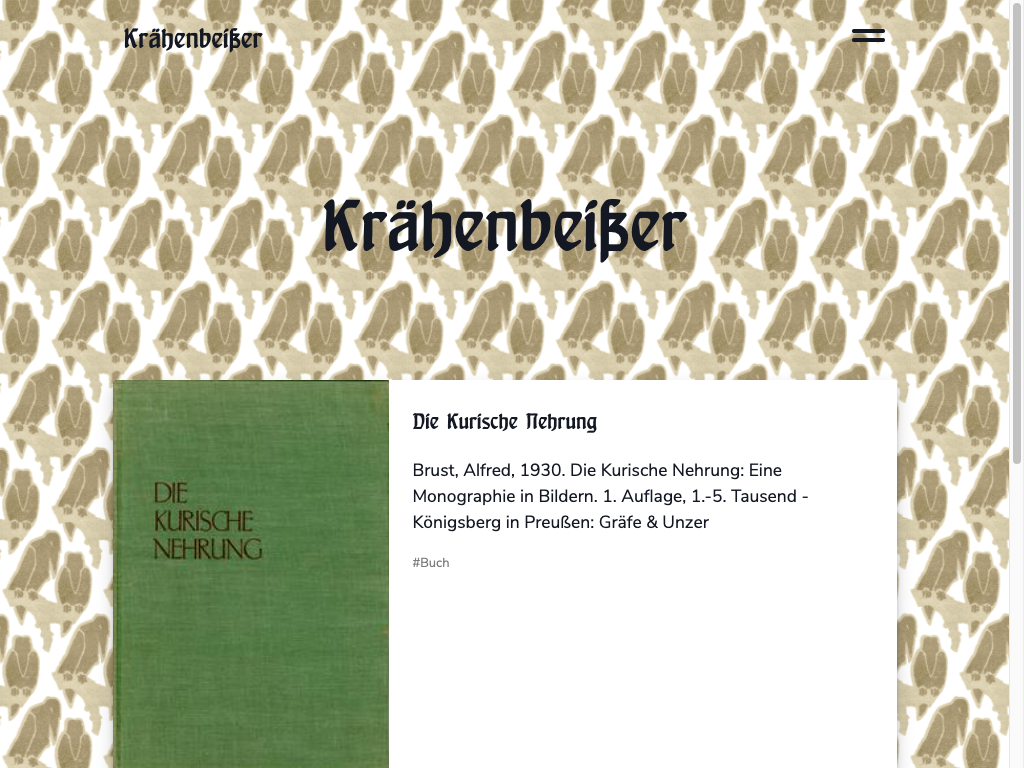 Krähenbeißer
Krähenbeißer
DIE
KURISCHE
NEHRUNG
Die Kurische Nehrung
Brust, Alfred, 1930. Die Kurische Nehrung: Eine
Monographie in Bildern. 1. Auflage, 1.-5. Tausend -
Königsberg in Preußen: Gräfe & Unzer
#Buch